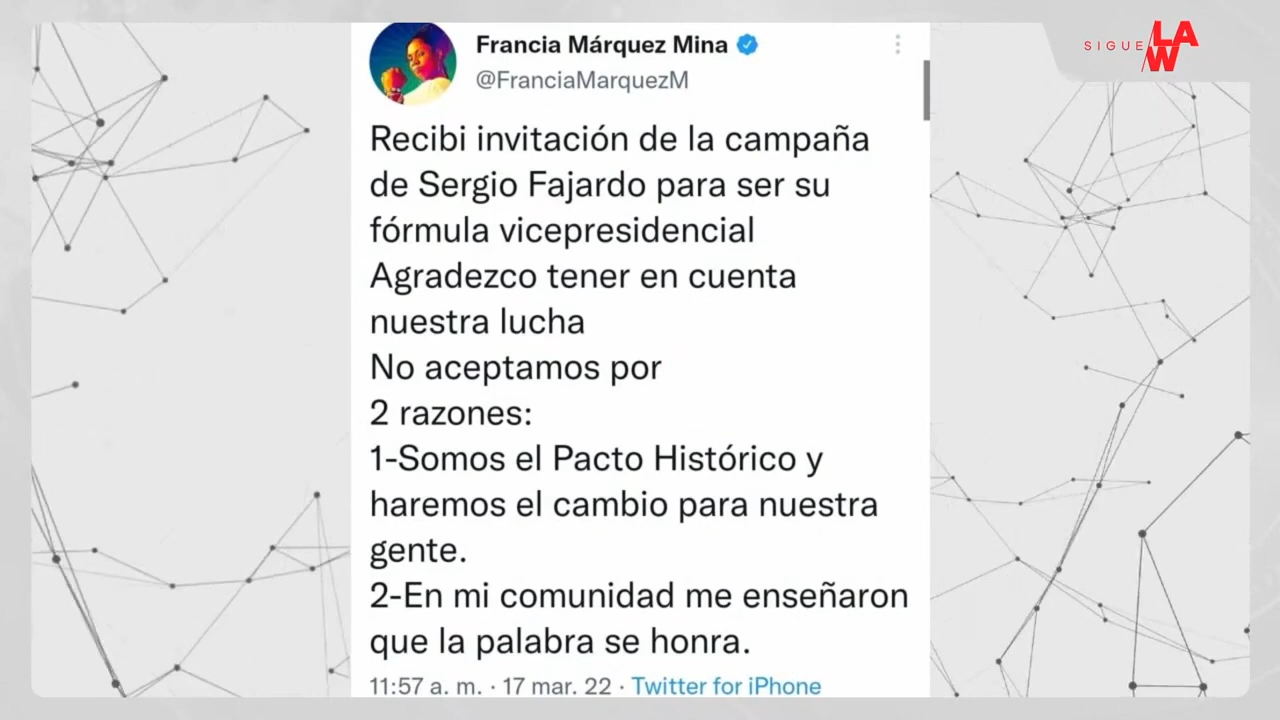 SIGUE LA W
Francia Márquez Mina
@FranciaMarquezM
Recibi invitación de la campaña
de Sergio Fajardo para ser su
fórmula vicepresidencial
Agradezco tener en cuenta
nuestra lucha
No aceptamos por
2 razones:
1-Somos el Pacto Histórico y
haremos el cambio para nuestra
gente.
2-En mi comunidad me enseñaron
que la palabra se honra.
11:57 a. m. · 17 mar. 22 · Twitter for iPhone